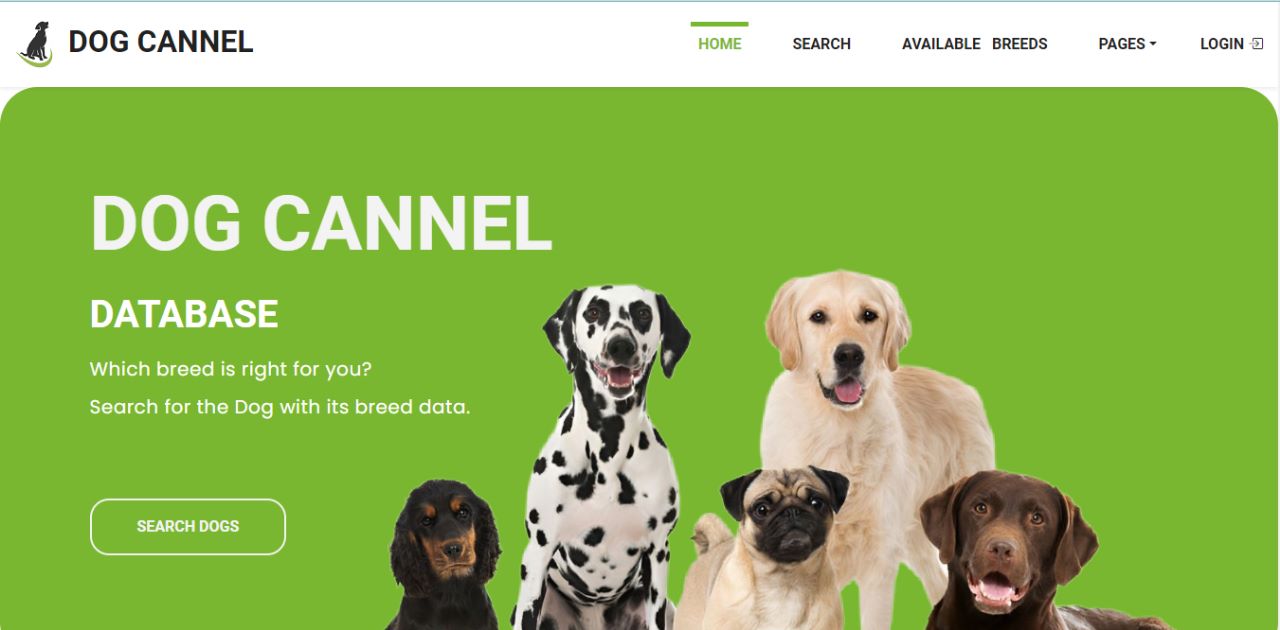 DOG CANNEL
HOME SEARCH AVAILABLE BREEDS PAGES LOGIN
DOG CANNEL
DATABASE
Which breed is right for you?
Search for the Dog with its breed data.
SEARCH DOGS